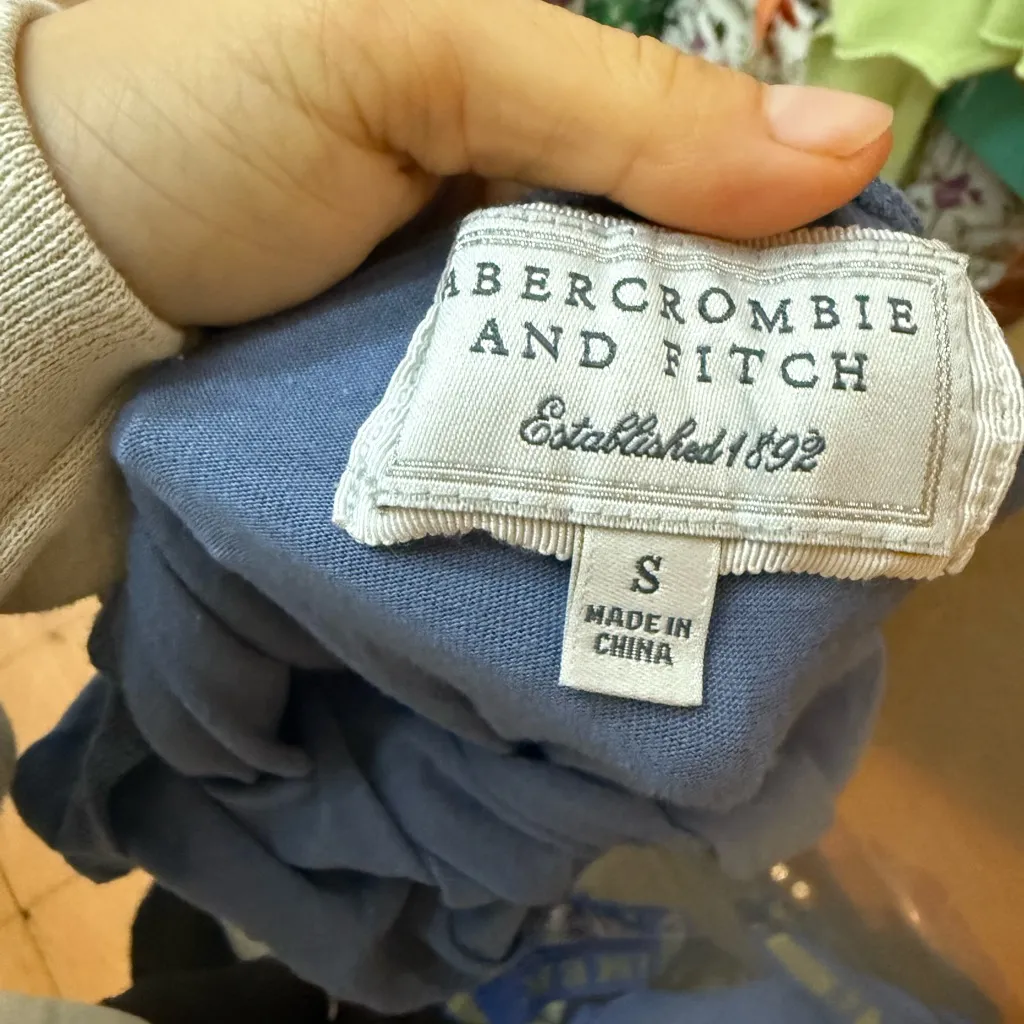 ABERCROMBIE
AND FITCH
Established 1892
S
MADE IN
CHINA